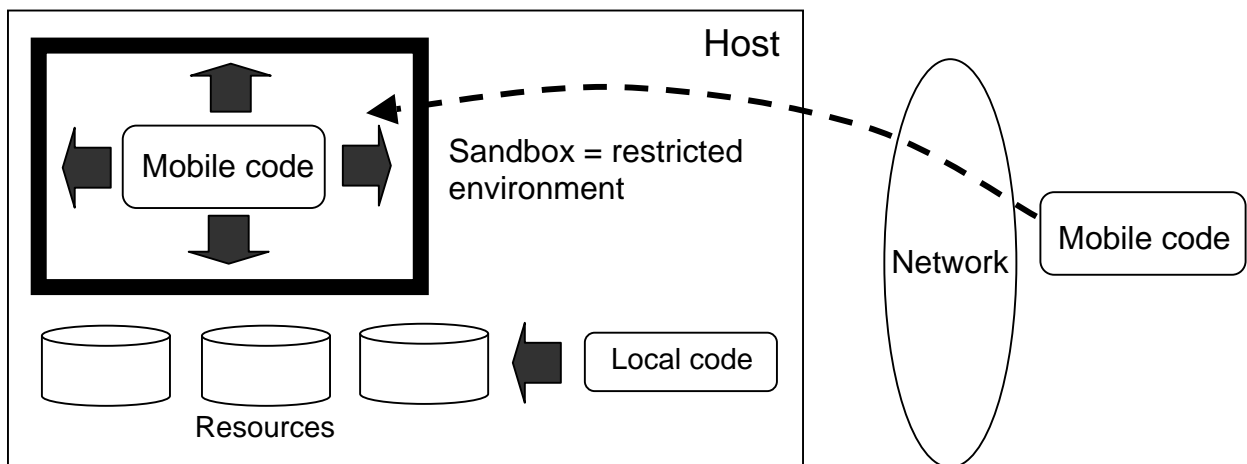 Host
Mobile code
Sandbox = restricted
environment
Mobile code
Network
Local code
Resources